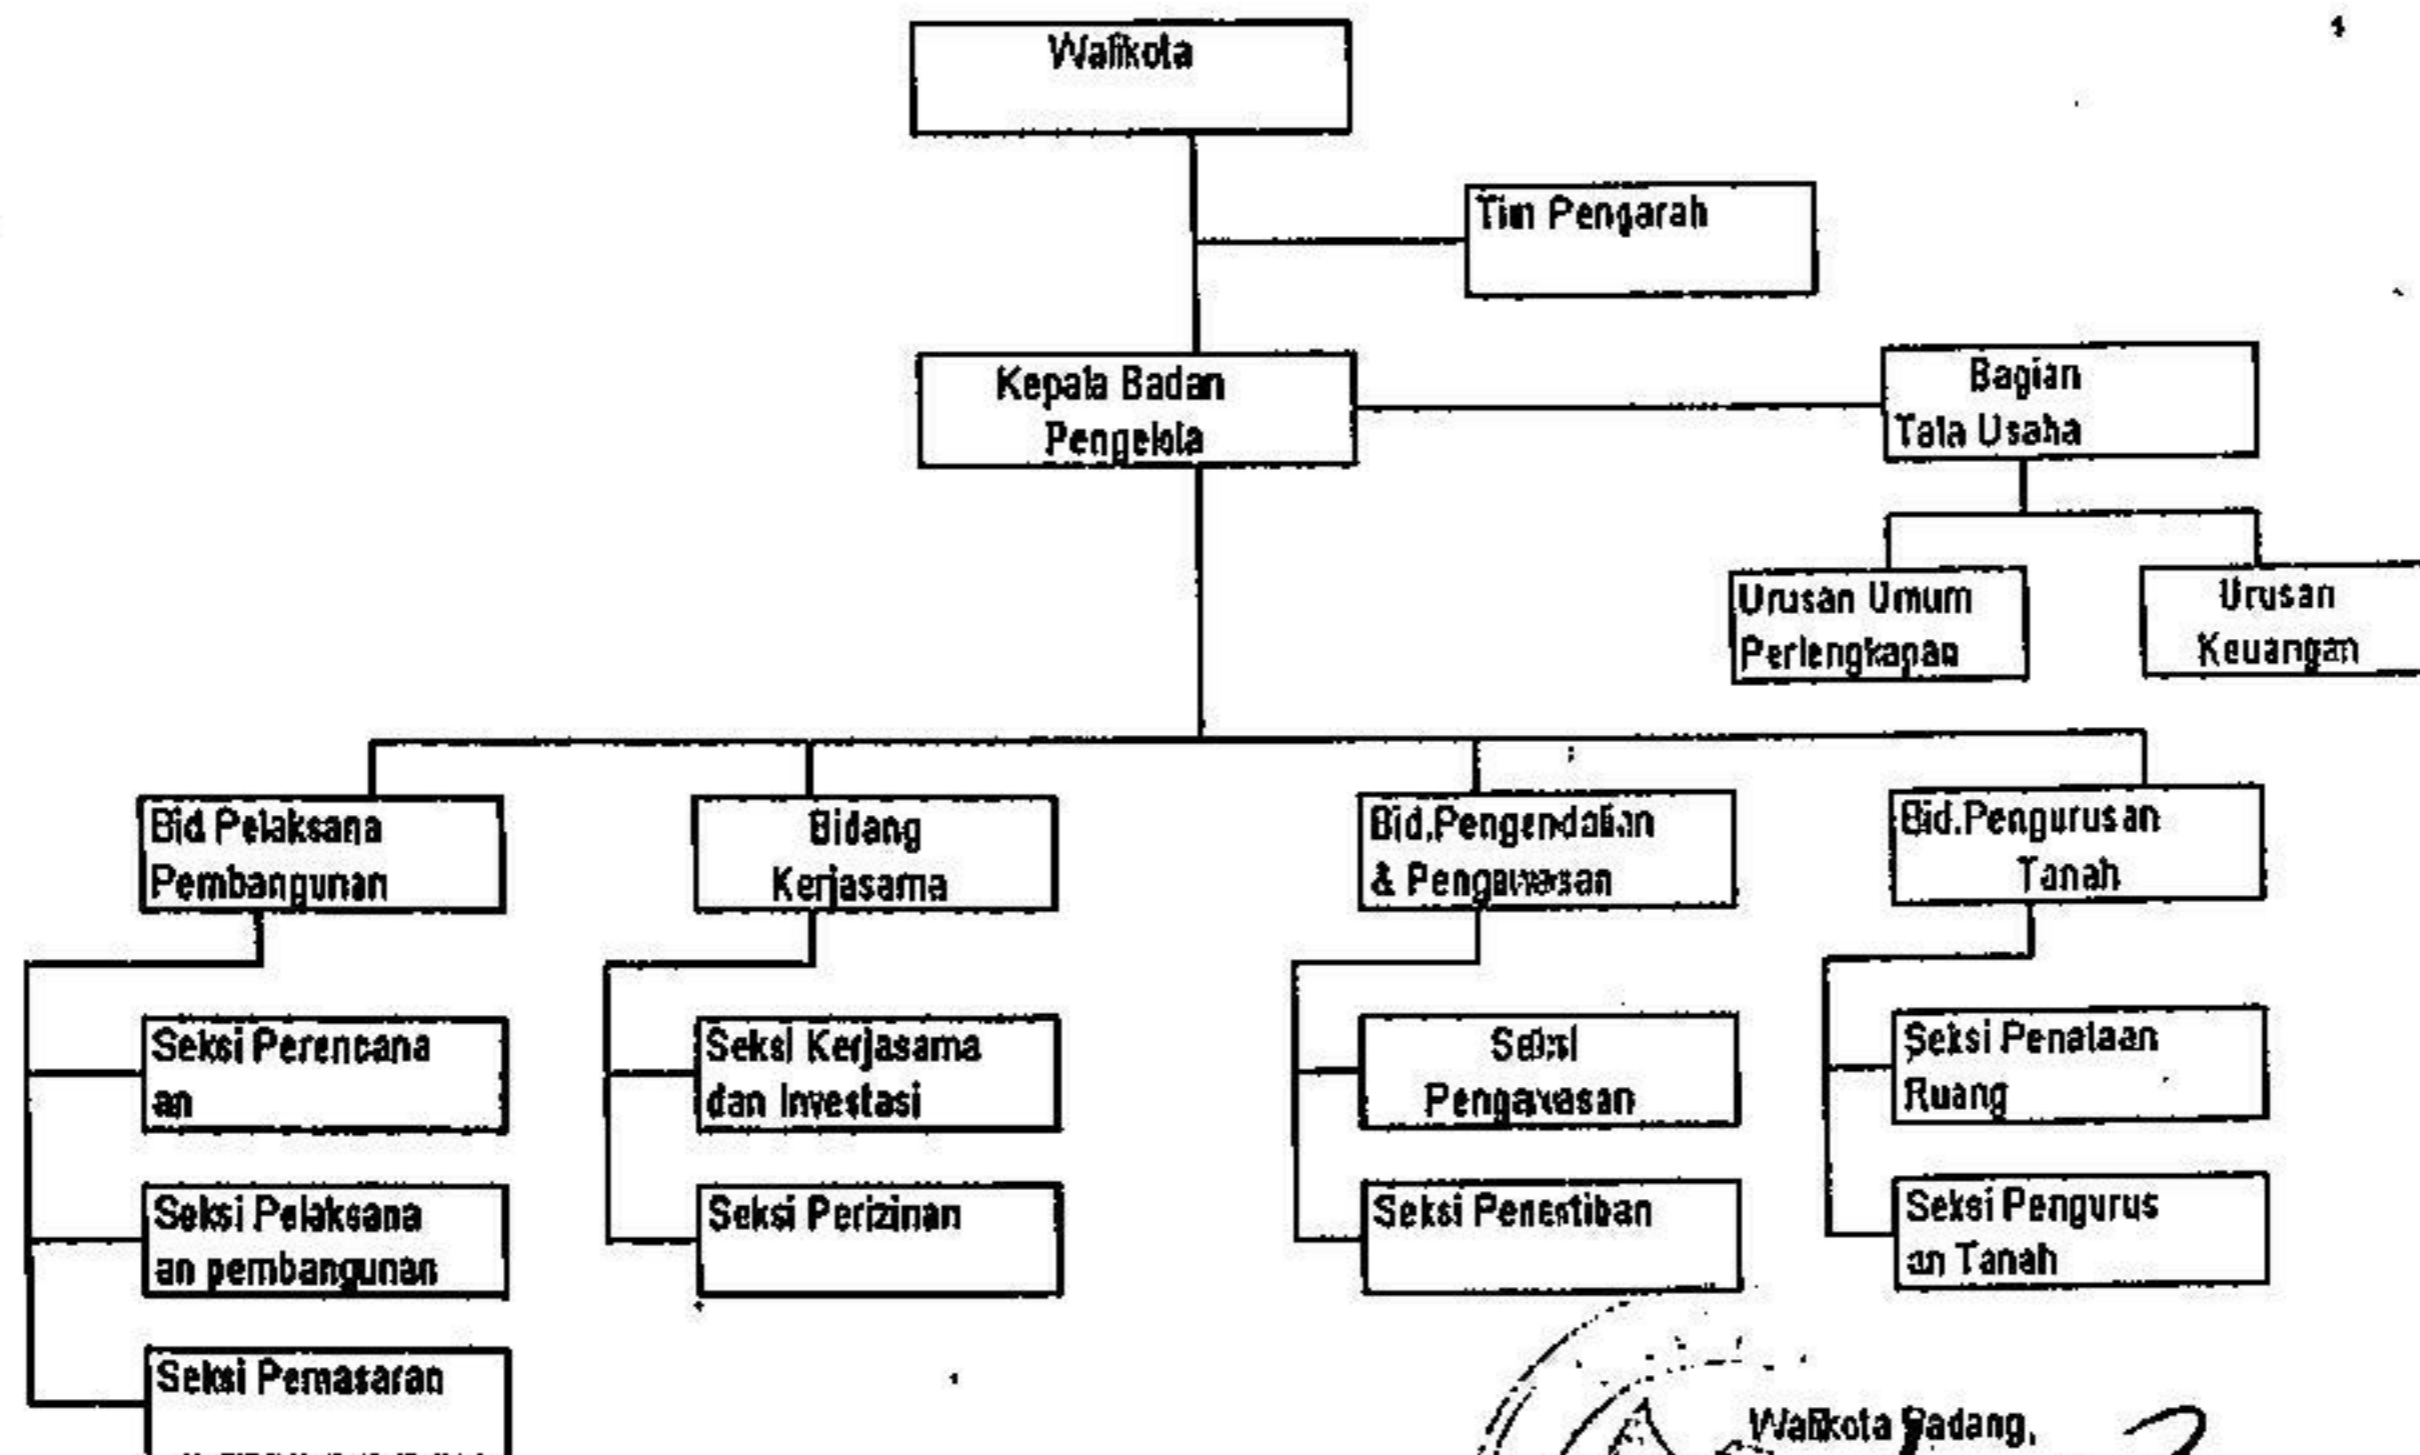 Walikota
Tim Pengarah
Kepala Badan
Pengelola
Bagian
Tata Usaha
Urusan Umum
Perlengkapan
Urusan
Keuangan
Bid Pelaksana
Pembangunan
Bidang
Kerjasama
Bid.Pengendalian
& Pengawasan
Bid.Pengurusan
Tanah
Seksi Perencana
an
Seksi Kerjasama
dan Investasi
Seksi
Pengawasan
Seksi Penataan
Ruang
Seksi Pelaksana
an pembangunan
Seksi Perizinan
Seksi Penertiban
Seksi Pengurus
an Tanah
Seksi Pemasaran
Walikota Padang,